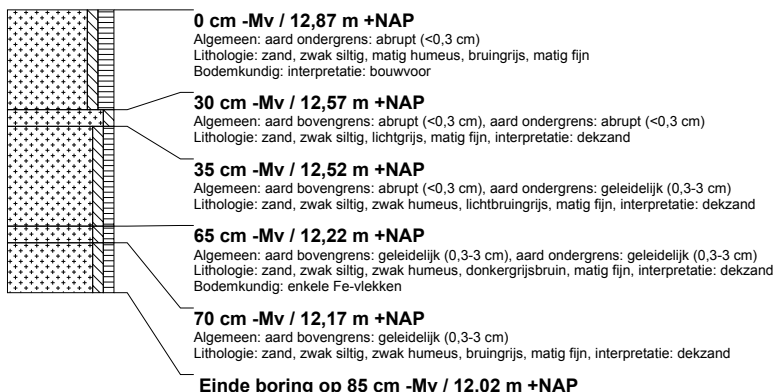 0 cm -Mv / 12,87 m +NAP
Algemeen: aard ondergrens: abrupt (<0,3 cm)
Lithologie: zand, zwak siltig, matig humeus, bruingrijs, matig fijn
Bodemkundig: interpretatie: bouwvoor
30 cm -Mv / 12,57 m +NAP
Algemeen: aard bovengrens: abrupt (<0,3 cm), aard ondergrens: abrupt (<0,3 cm)
Lithologie: zand, zwak siltig, lichtgrijs, matig fijn, interpretatie: dekzand
35 cm -Mv / 12,52 m +NAP
Algemeen: aard bovengrens: abrupt (<0,3 cm), aard ondergrens: geleidelijk (0,3-3 cm)
Lithologie: zand, zwak siltig, zwak humeus, lichtbruingrijs, matig fijn, interpretatie: dekzand
65 cm -Mv / 12,22 m +NAP
Algemeen: aard bovengrens: geleidelijk (0,3-3 cm), aard ondergrens: geleidelijk (0,3-3 cm)
Lithologie: zand, zwak siltig, zwak humeus, donkergrijsbruin, matig fijn, interpretatie: dekzand
Bodemkundig: enkele Fe-vlekken
70 cm -Mv / 12,17 m +NAP
Algemeen: aard bovengrens: geleidelijk (0,3-3 cm)
Lithologie: zand, zwak siltig, zwak humeus, bruingrijs, matig fijn, interpretatie: dekzand
Einde boring op 85 cm -Mv / 12,02 m +NAP